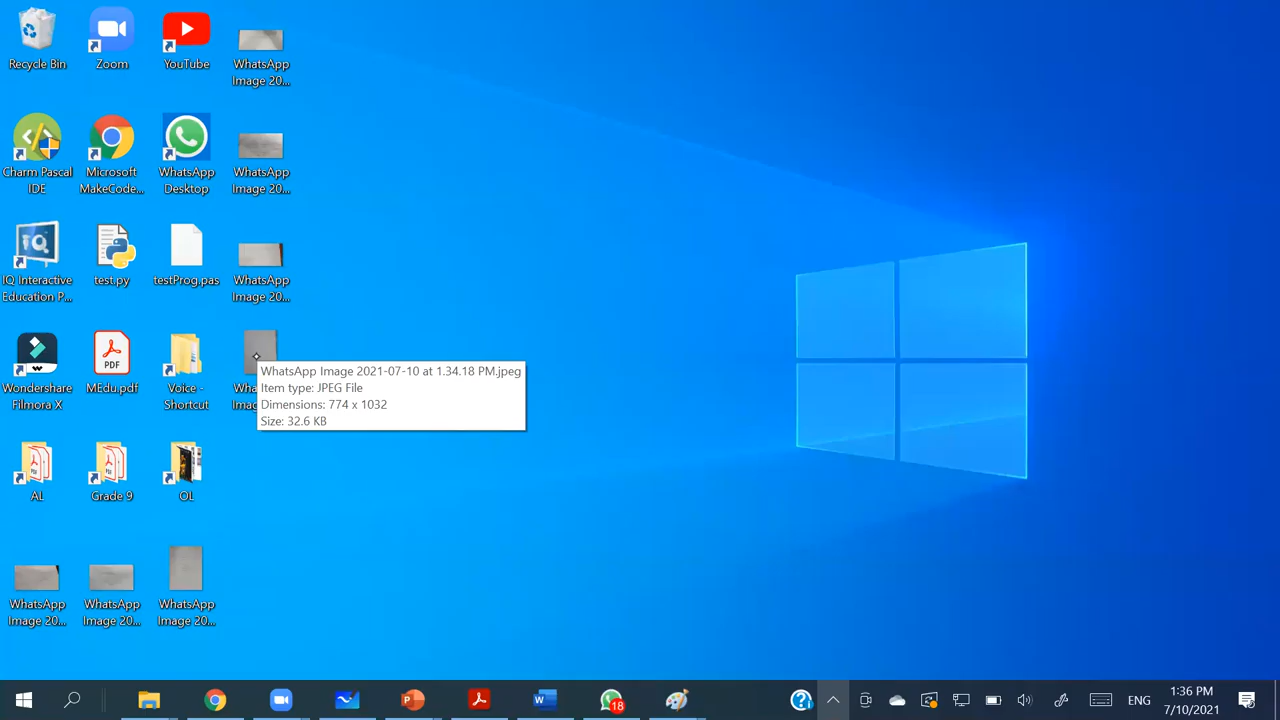 Recycle Bin
Zoom
YouTube
WhatsApp
Image 20...
Charm Pascal
IDE
Microsoft
MakeCode...
WhatsApp
Desktop
WhatsApp
Image 20...
IQ Interactive
Education P...
test.py
testProg.pas
WhatsApp
Image 20...
Wondershare
Filmora X
PDF
MEdu.pdf
Voice -
Shortcut
WhatsApp Image 2021-07-10 at 1.34.18 PM.jpeg
Item type: JPEG File
Dimensions: 774 x 1032
Size: 32.6 KB
AL
Grade 9
OL
WhatsApp
Image 20...
WhatsApp
Image 20...
WhatsApp
Image 20...
18
ENG
1:36 PM
7/10/2021